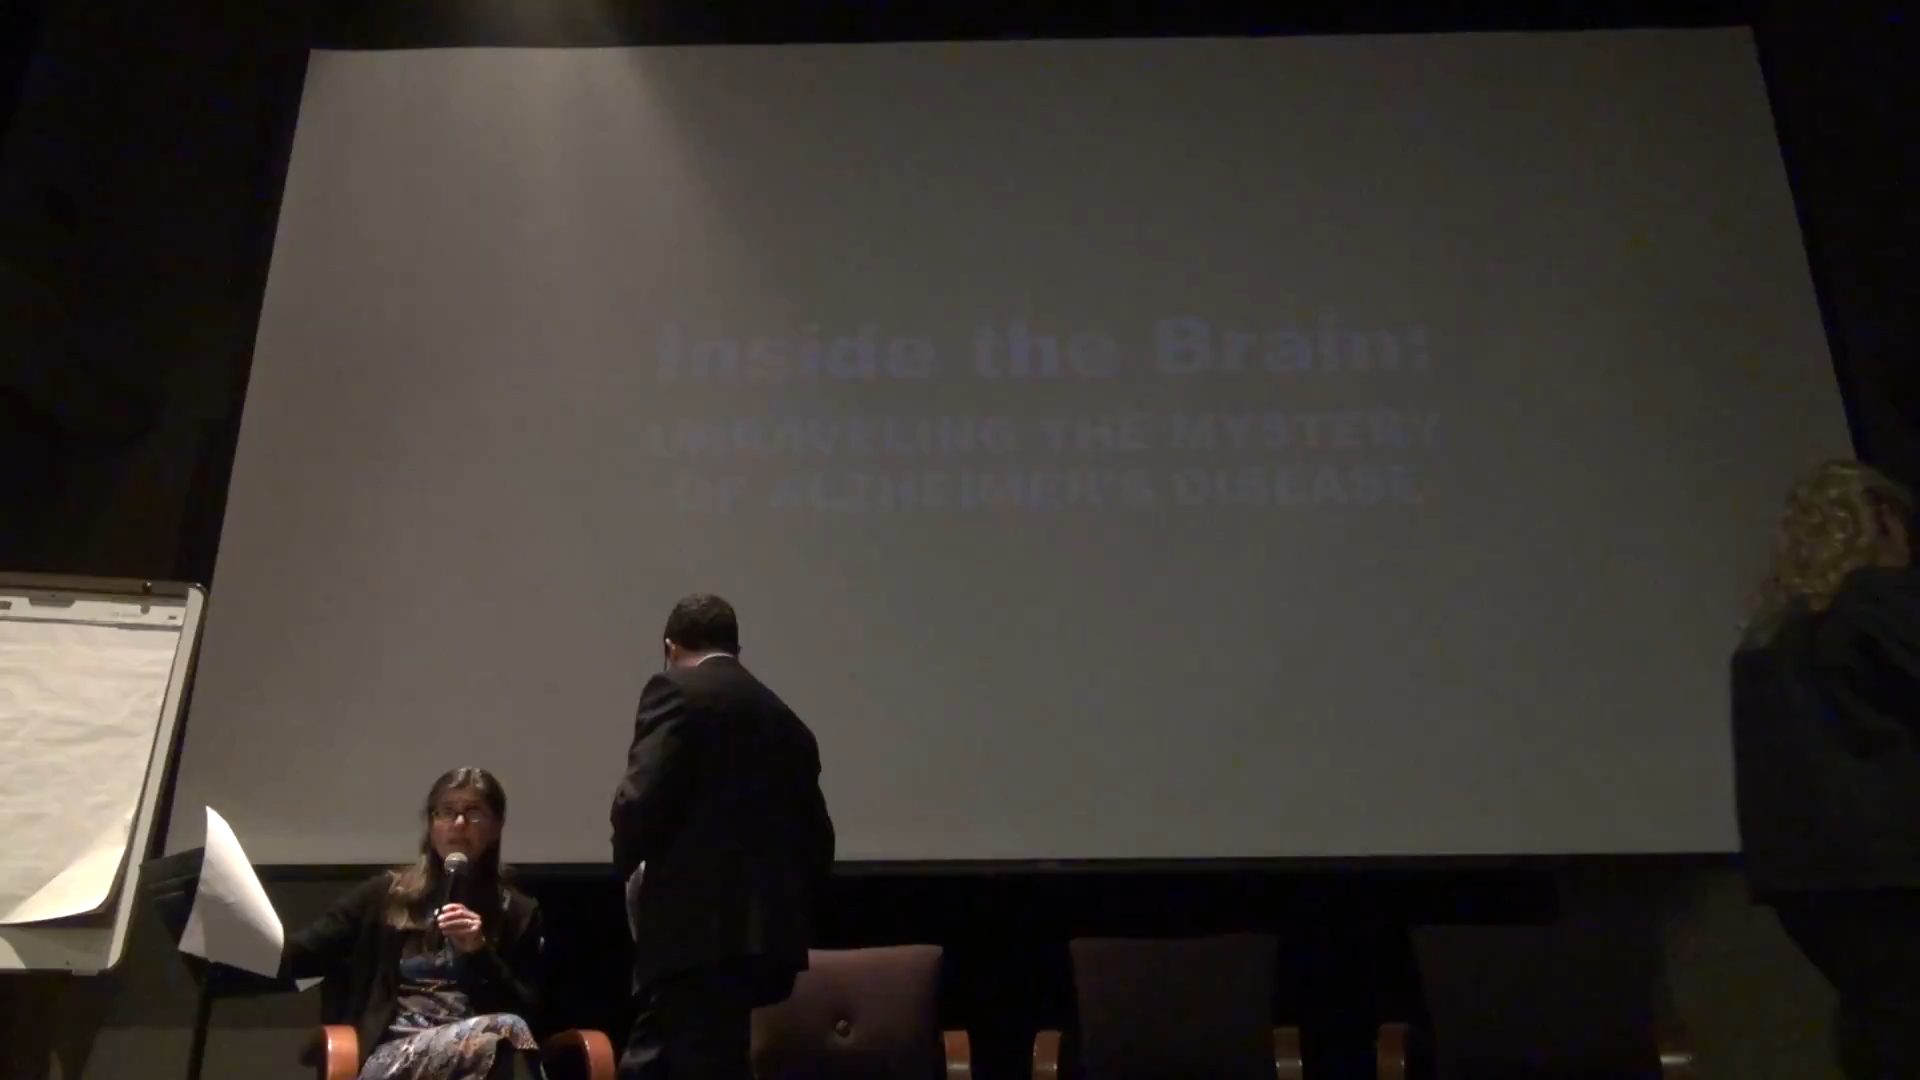 Inside the Brain:
UNRAVELING THE MYSTERY
OF ALZHEIMER'S DISEASE